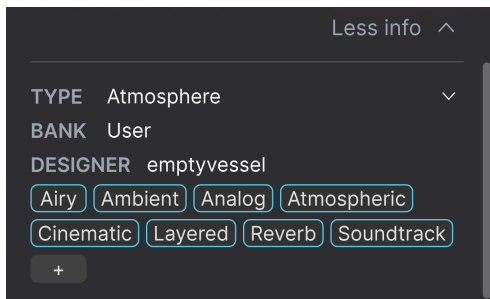 Less info
TYPE Atmosphere
BANK User
DESIGNER emptyvessel
Airy Ambient Analog Atmospheric
Cinematic Layered Reverb Soundtrack
+